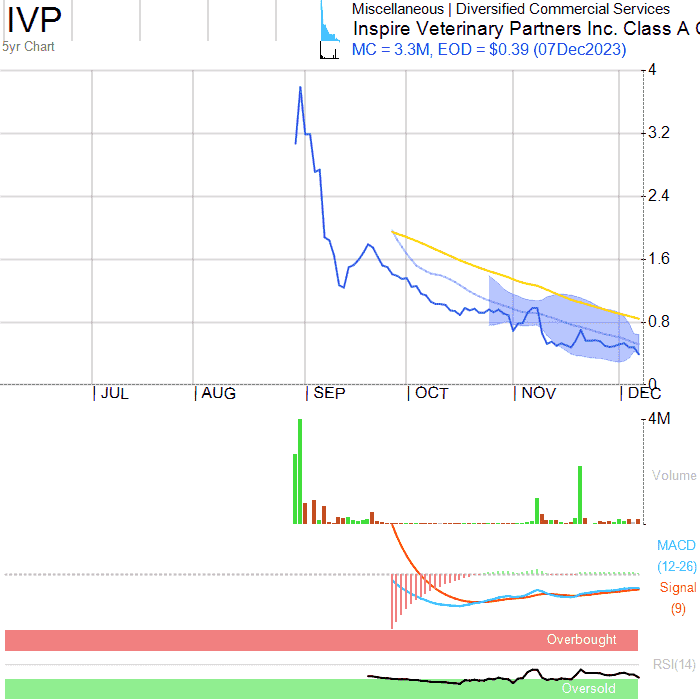 IVP
5yr Chart
Miscellaneous | Diversified Commercial Services
Inspire Veterinary Partners Inc. Class A
MC = 3.3M, EOD = $0.39 (07Dec2023)
4
3.2
2.4
1.6
0.8
0
JUL
AUG
SEP
OCT
NOV
DEC
4M
Volume
MACD
(12-26)
Signal
(9)
Overbought
RSI(14)
Oversold